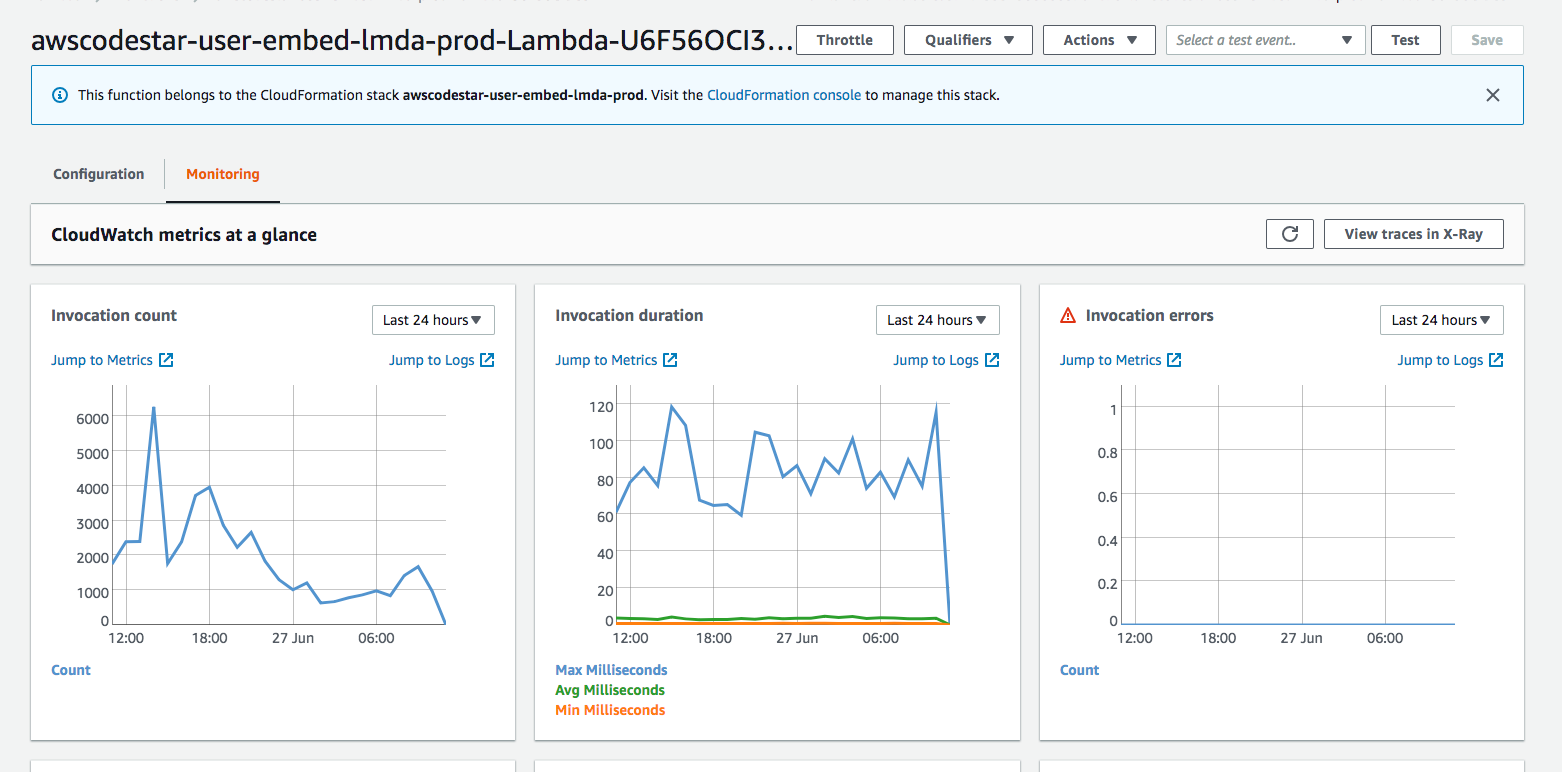 awscodestar-user-embed-lmda-prod-Lambda-U6F56OCI3...
Throttle
Qualifiers
Actions
Select a test event..
Test
Save
This function belongs to the CloudFormation stack awscodestar-user-embed-lmda-prod. Visit the CloudFormation console to manage this stack.
Configuration
Monitoring
CloudWatch metrics at a glance
View traces in X-Ray
Invocation count
Last 24 hours
Jump to Metrics
Jump to Logs
6000
5000
4000
3000
2000
1000
0
12:00 18:00 27 Jun 06:00
Count
Invocation duration
Last 24 hours
Jump to Metrics
Jump to Logs
120
100
80
60
40
20
0
12:00 18:00 27 Jun 06:00
Max Milliseconds
Avg Milliseconds
Min Milliseconds
Invocation errors
Last 24 hours
Jump to Metrics
Jump to Logs
1
0.8
0.6
0.4
0.2
0
12:00 18:00 27 Jun 06:00
Count